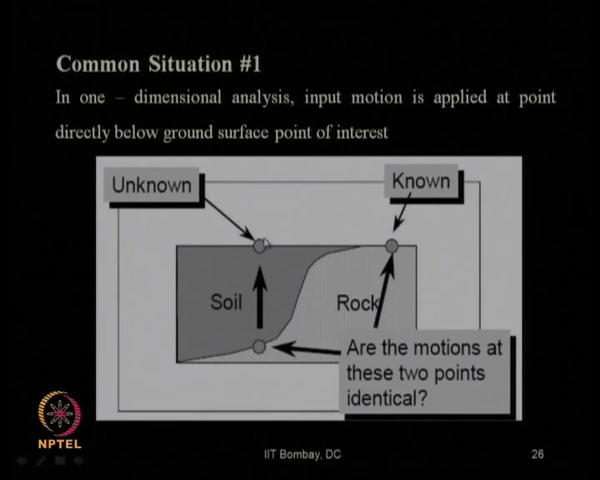 Common Situation #1
In one – dimensional analysis, input motion is applied at point
directly below ground surface point of interest
Unknown
Known
Soil
Rock
Are the motions at
these two points
identical?
NPTEL
IIT Bombay, DC
26